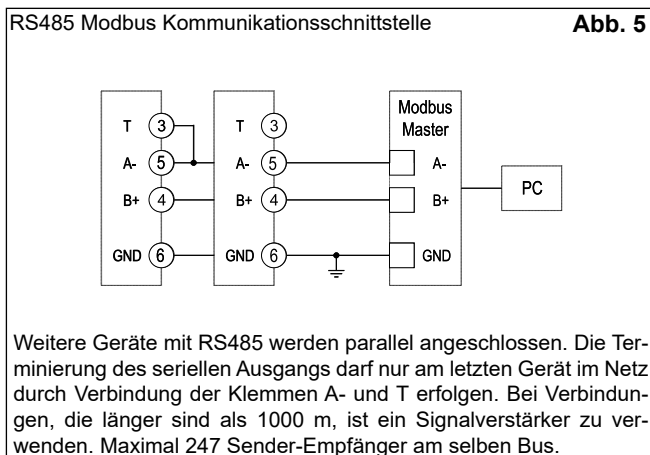 RS485 Modbus Kommunikationsschnittstelle Abb. 5
Modbus
Master
T 3 T 3
A- 5 A- 5 A-
B+ 4 B+ 4 B+ PC
GND 6 GND 6 GND
Weitere Geräte mit RS485 werden parallel angeschlossen. Die Ter-
minierung des seriellen Ausgangs darf nur am letzten Gerät im Netz
durch Verbindung der Klemmen A- und T erfolgen. Bei Verbindun-
gen, die länger sind als 1000 m, ist ein Signalverstärker zu ver-
wenden. Maximal 247 Sender-Empfänger am selben Bus.